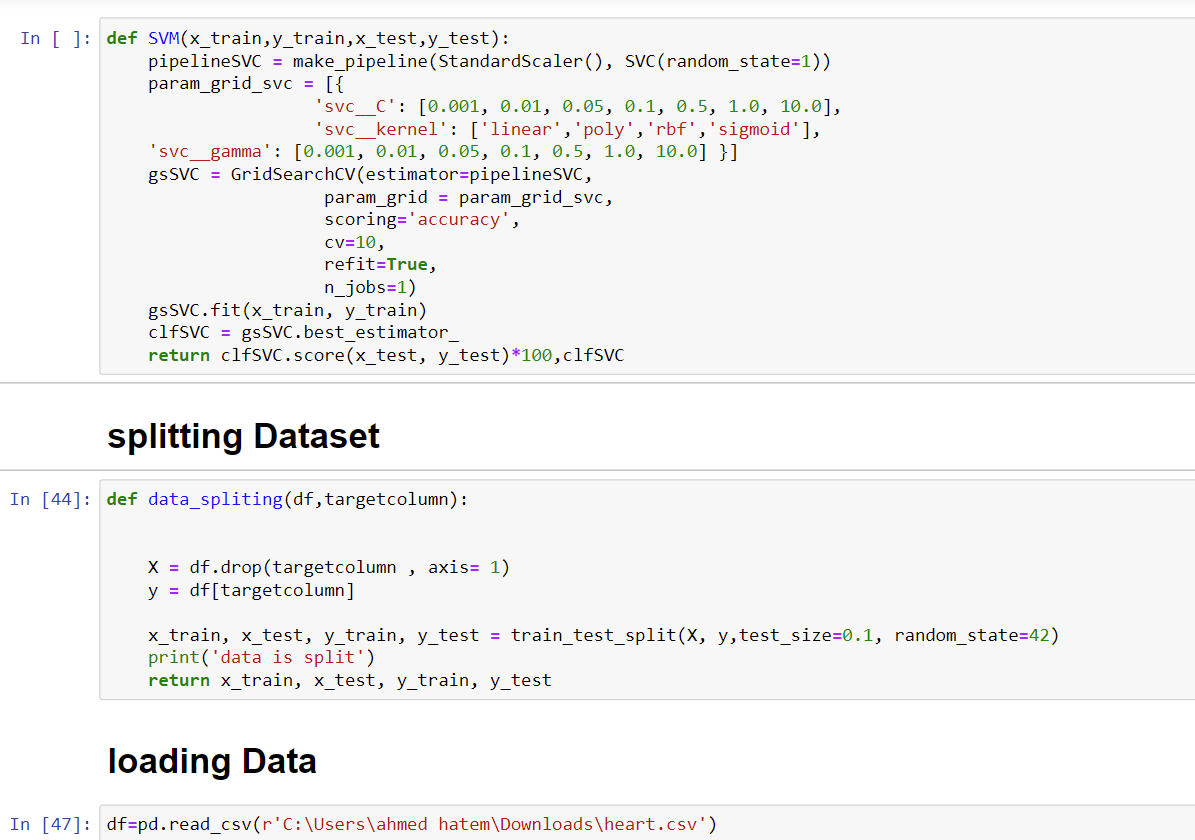 In [ ]: def SVM(x_train,y_train,x_test,y_test):
    pipelineSVC = make_pipeline(StandardScaler(), SVC(random_state=1))
    param_grid_svc = [{
                    'svc__C': [0.001, 0.01, 0.05, 0.1, 0.5, 1.0, 10.0],
                    'svc__kernel': ['linear','poly','rbf','sigmoid'],
    'svc__gamma': [0.001, 0.01, 0.05, 0.1, 0.5, 1.0, 10.0] }]
    gsSVC = GridSearchCV(estimator=pipelineSVC,
                     param_grid = param_grid_svc,
                     scoring='accuracy',
                     cv=10,
                     refit=True,
                     n_jobs=1)
    gsSVC.fit(x_train, y_train)
    clfSVC = gsSVC.best_estimator_
    return clfSVC.score(x_test, y_test)*100,clfSVC
splitting Dataset
In [44]: def data_spliting(df,targetcolumn):
    X = df.drop(targetcolumn , axis= 1)
    y = df[targetcolumn]
    x_train, x_test, y_train, y_test = train_test_split(X, y,test_size=0.1, random_state=42)
    print('data is split')
    return x_train, x_test, y_train, y_test
loading Data
In [47]: df=pd.read_csv(r'C:\Users\ahmed hatem\Downloads\heart.csv')